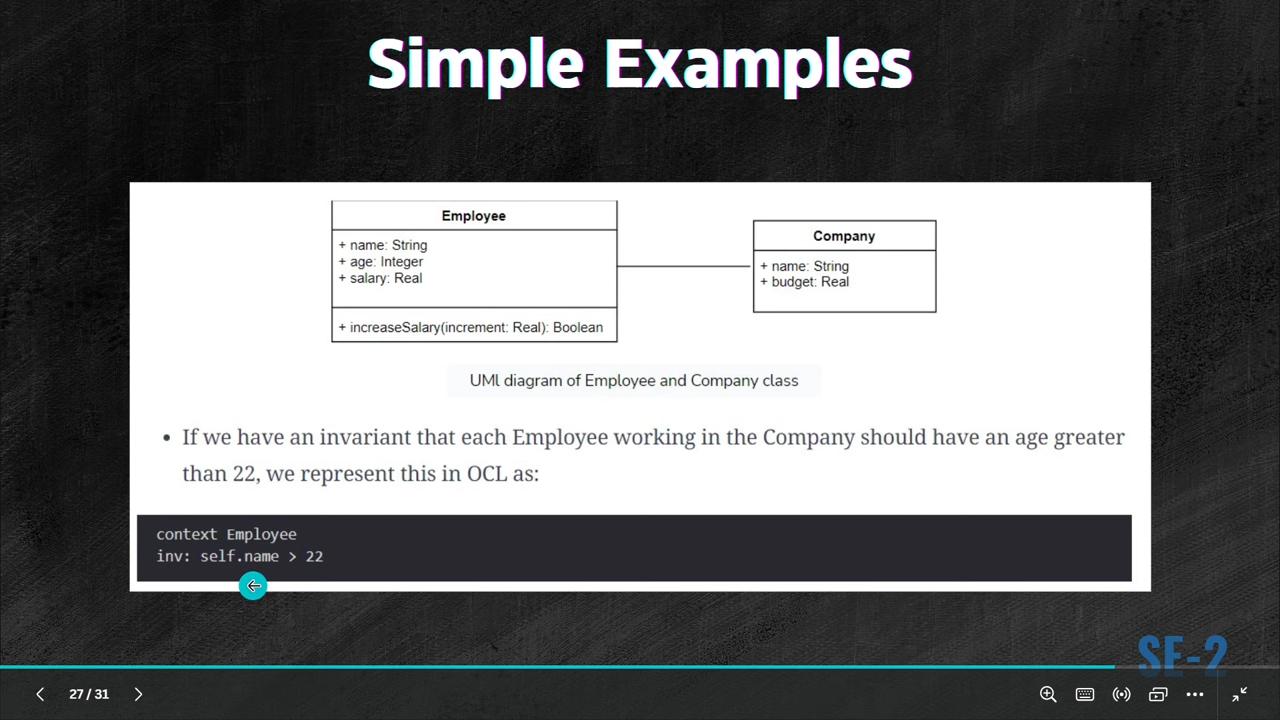 Simple Examples
Employee
+ name: String
+ age: Integer
+ salary: Real
+ increaseSalary(increment: Real): Boolean
Company
+ name: String
+ budget: Real
UMl diagram of Employee and Company class
• If we have an invariant that each Employee working in the Company should have an age greater
than 22, we represent this in OCL as:
context Employee
inv: self.name > 22
SE-2
27 / 31